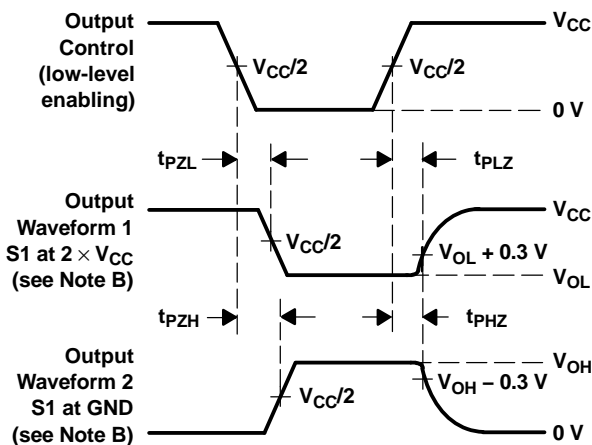 Output
Control
(low-level
enabling)
VCC
VCC/2
VCC/2
0 V
tPZL
tPLZ
Output
Waveform 1
S1 at 2 × VCC
(see Note B)
VCC
VCC/2
VOL + 0.3 V
VOL
tPZH
tPHZ
Output
Waveform 2
S1 at GND
(see Note B)
VOH
VCC/2
VOH − 0.3 V
0 V